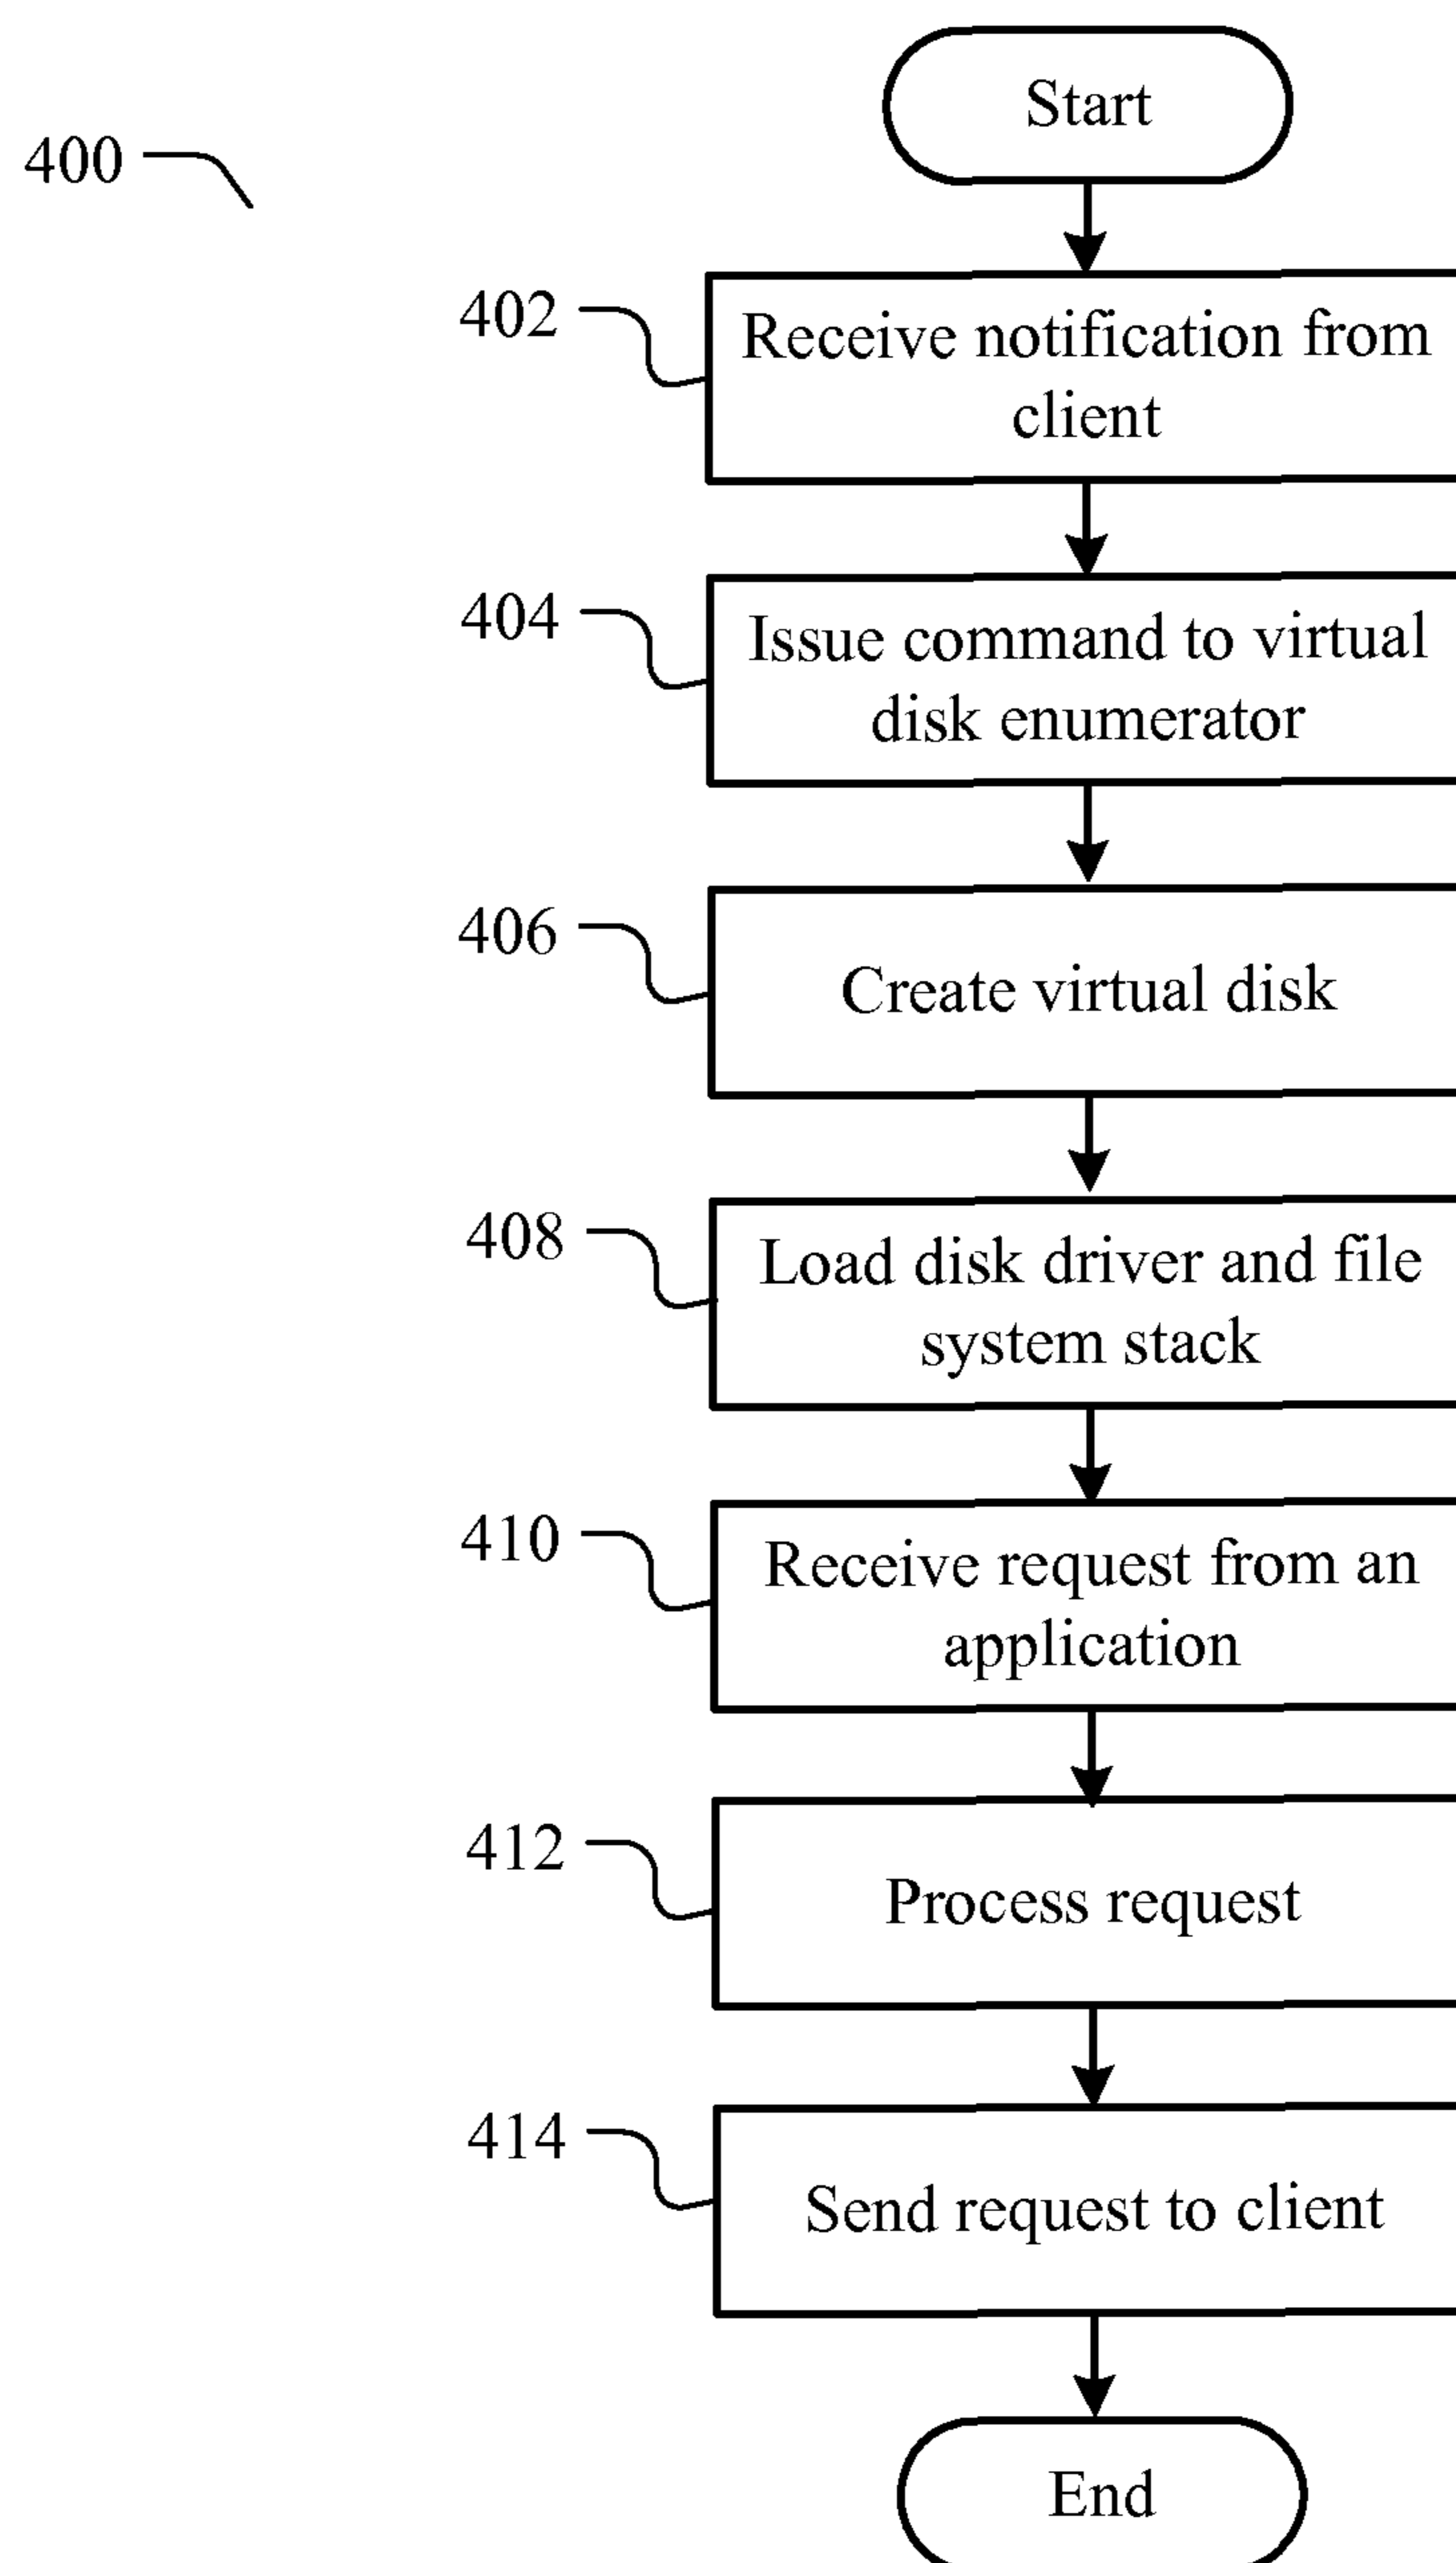 Start
400
402
Receive notification from
client
404
Issue command to virtual
disk enumerator
406
Create virtual disk
408
Load disk driver and file
system stack
410
Receive request from an
application
412
Process request
414
Send request to client
End